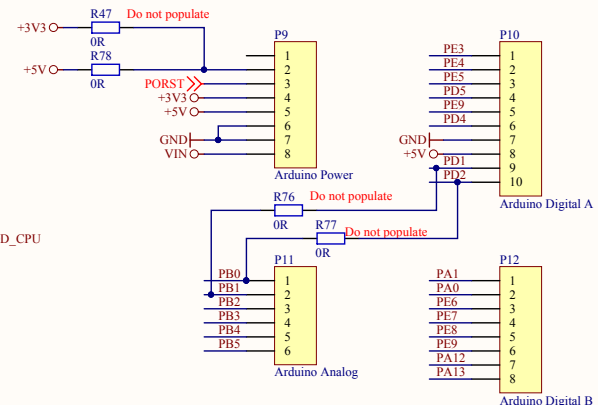 R47 Do not populate
+3V3
0R
R78
+5V
0R
P9
1
2
PORST 3
+3V3 4
+5V 5
6
GND 7
VIN 8
Arduino Power
P10
PE3 1
PE4 2
PE5 3
PD5 4
PE9 5
PD4 6
GND 7
+5V 8
PD1 9
PD2 10
Arduino Digital A
R76 Do not populate
0R
R77 Do not populate
0R
D_CPU
P11
PB0 1
PB1 2
PB2 3
PB3 4
PB4 5
PB5 6
Arduino Analog
P12
PA1 1
PA0 2
PE6 3
PE7 4
PE8 5
PE9 6
PA12 7
PA13 8
Arduino Digital B